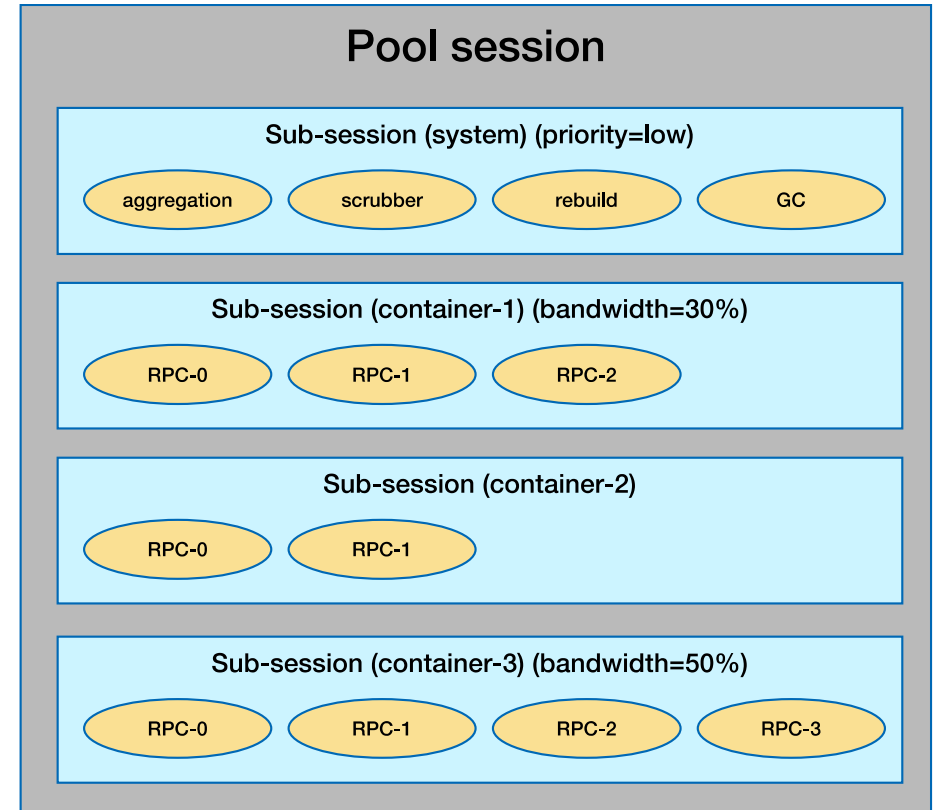 Pool session
Sub-session (system) (priority=low)
aggregation scrubber rebuild GC
Sub-session (container-1) (bandwidth=30%)
RPC-0 RPC-1 RPC-2
Sub-session (container-2)
RPC-0 RPC-1
Sub-session (container-3) (bandwidth=50%)
RPC-0 RPC-1 RPC-2 RPC-3